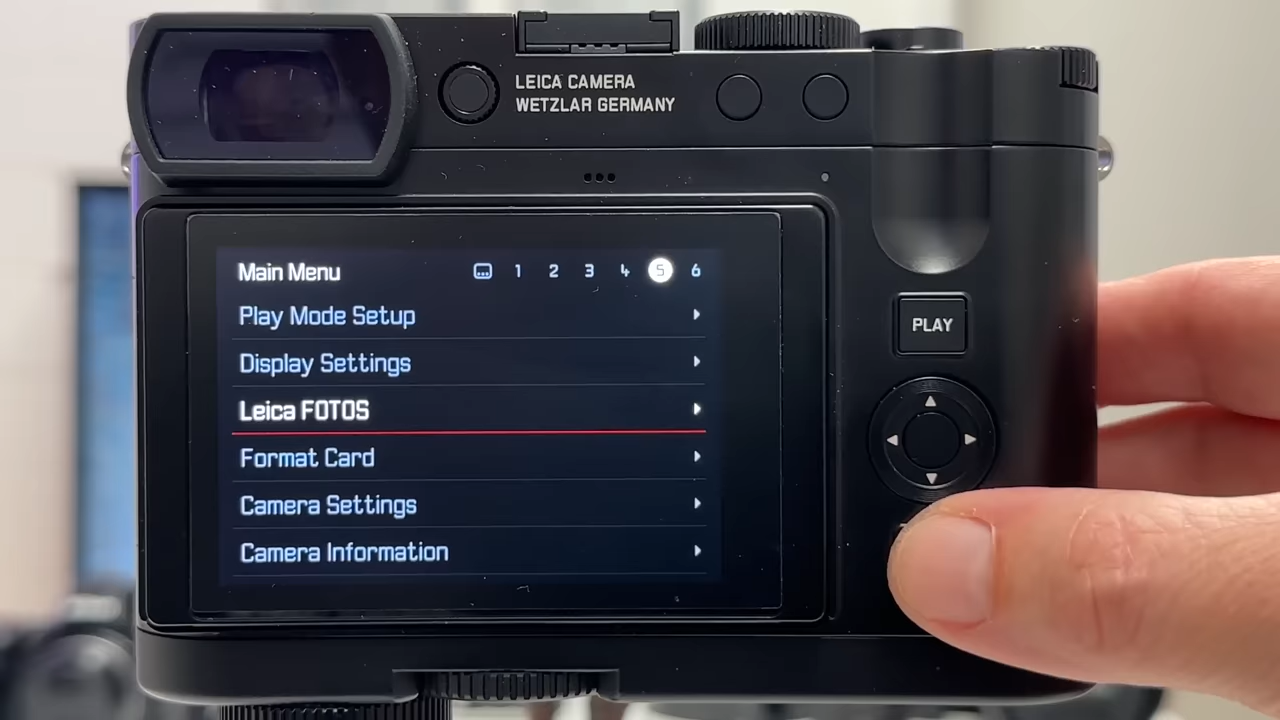 LEICA CAMERA
WETZLAR GERMANY
Main Menu 1 2 3 4 5 6
Play Mode Setup
Display Settings
Leica FOTOS
Format Card
Camera Settings
Camera Information
PLAY